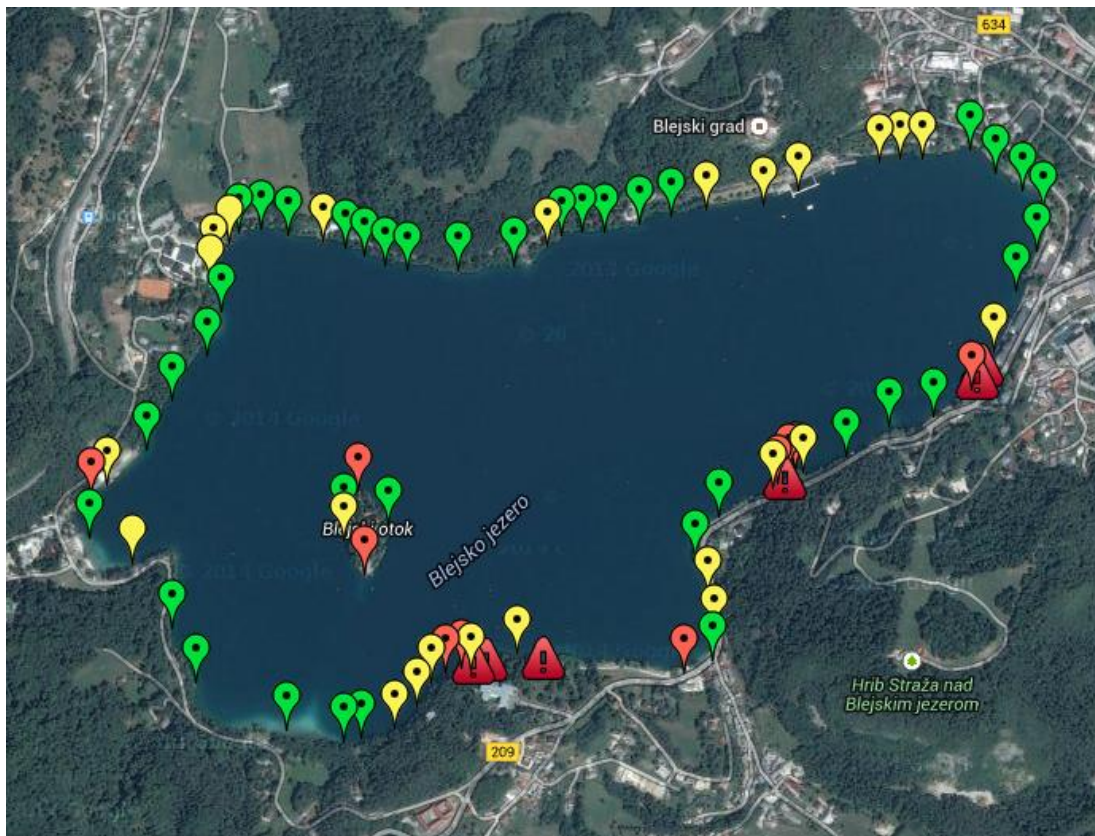 634
Blejski grad
© 2014 Google
Blejski otok
Blejsko jezero
© 2014 Google
Hrib Straža nad
Blejskim jezerom
209